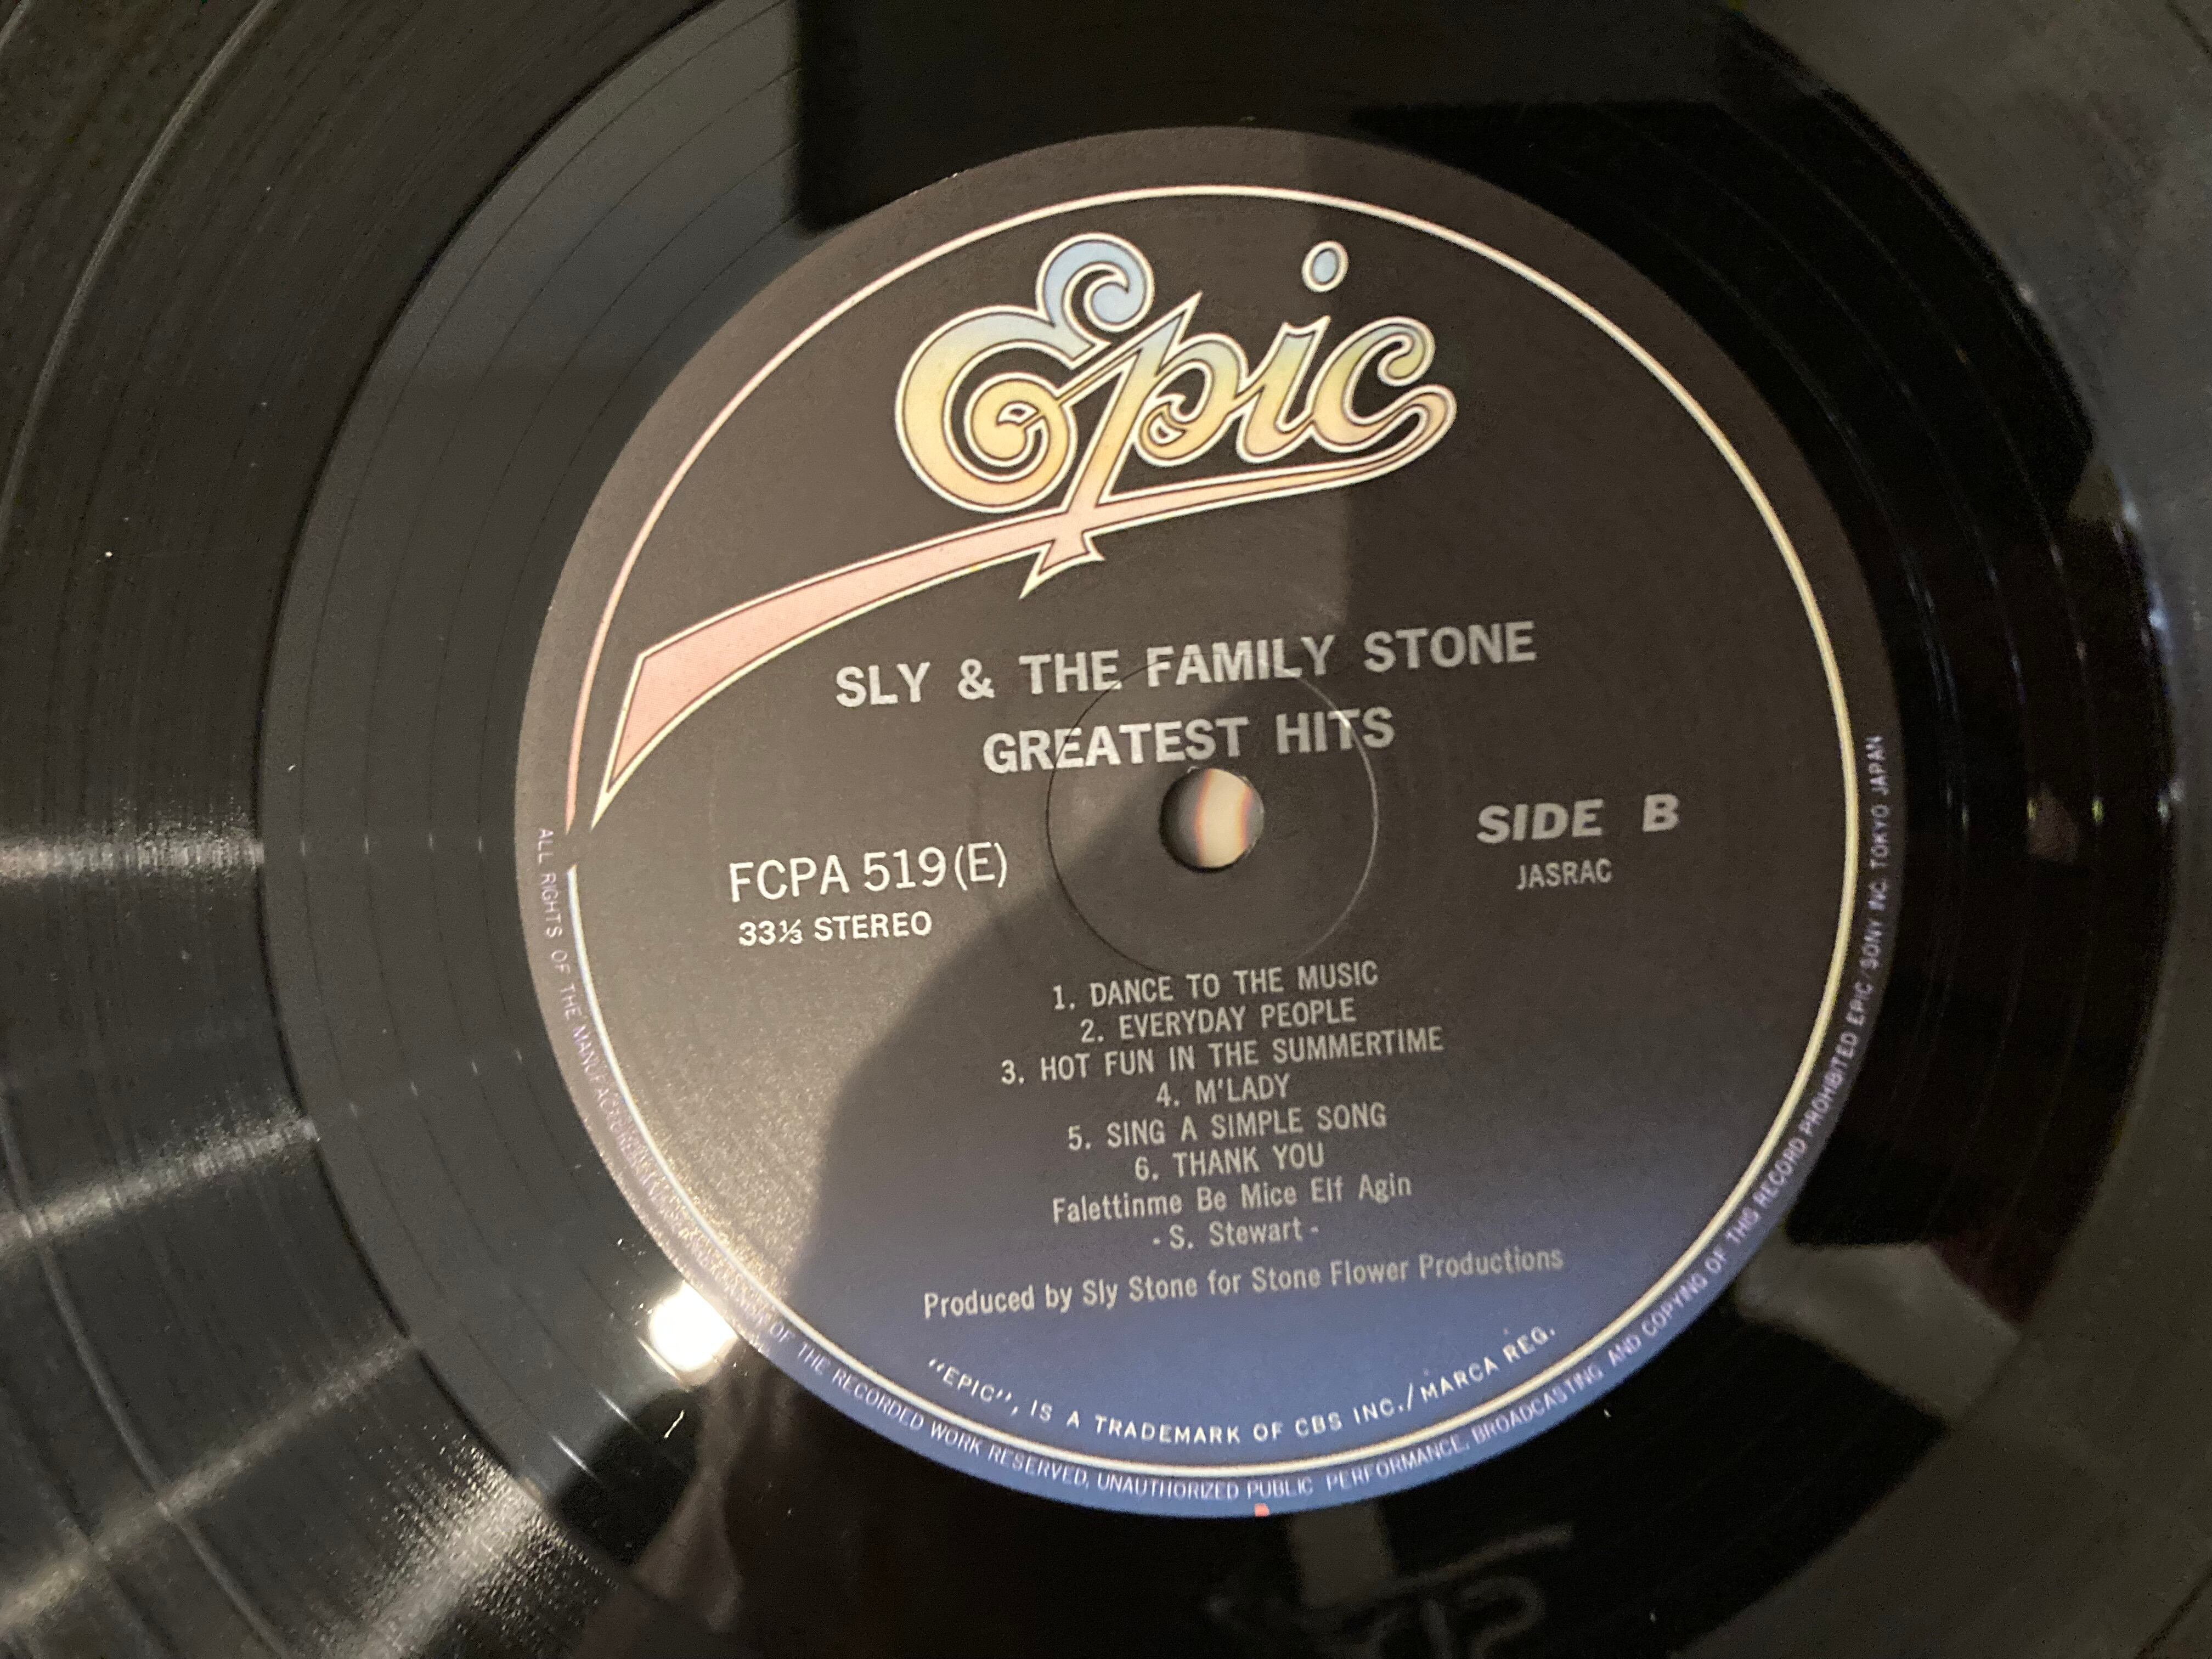 Epic
SLY & THE FAMILY STONE
GREATEST HITS
SIDE B
JASRAC
FCPA 519 (E)
33⅓ STEREO
1. DANCE TO THE MUSIC
2. EVERYDAY PEOPLE
3. HOT FUN IN THE SUMMERTIME
4. M'LADY
5. SING A SIMPLE SONG
6. THANK YOU
Falettinme Be Mice Elf Agin
- S. Stewart -
Produced by Sly Stone for Stone Flower Productions
"EPIC", IS A TRADEMARK OF CBS INC./MARCA REG.
ALL RIGHTS OF THE OF THE RECORDED WORK RESERVED, UNAUTHORIZED PUBLIC PERFORMANCE, BROADCASTING AND COPYING OF THIS RECORD PROHIBITED EPIC/SONY INC. TOKYO JAPAN